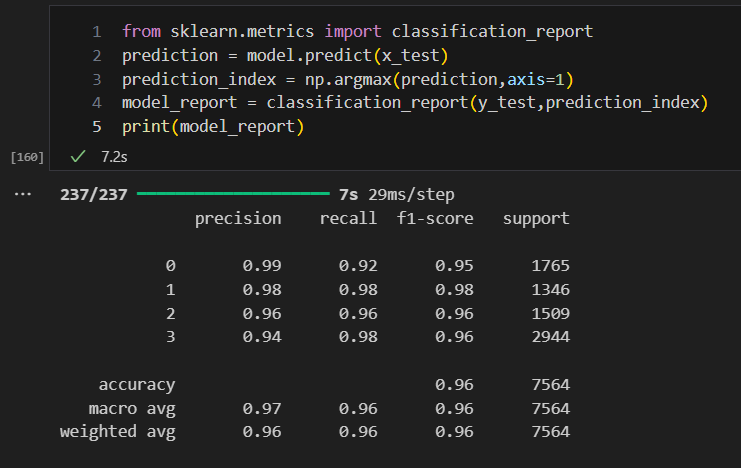 1 from sklearn.metrics import classification_report
2 prediction = model.predict(x_test)
3 prediction_index = np.argmax(prediction,axis=1)
4 model_report = classification_report(y_test,prediction_index)
5 print(model_report)
[160] ✓ 7.2s
... 237/237 ━━━━━━━━━━━━━━━━━━━━ 7s 29ms/step
precision recall f1-score support
0 0.99 0.92 0.95 1765
1 0.98 0.98 0.98 1346
2 0.96 0.96 0.96 1509
3 0.94 0.98 0.96 2944
accuracy 0.96 7564
macro avg 0.97 0.96 0.96 7564
weighted avg 0.96 0.96 0.96 7564